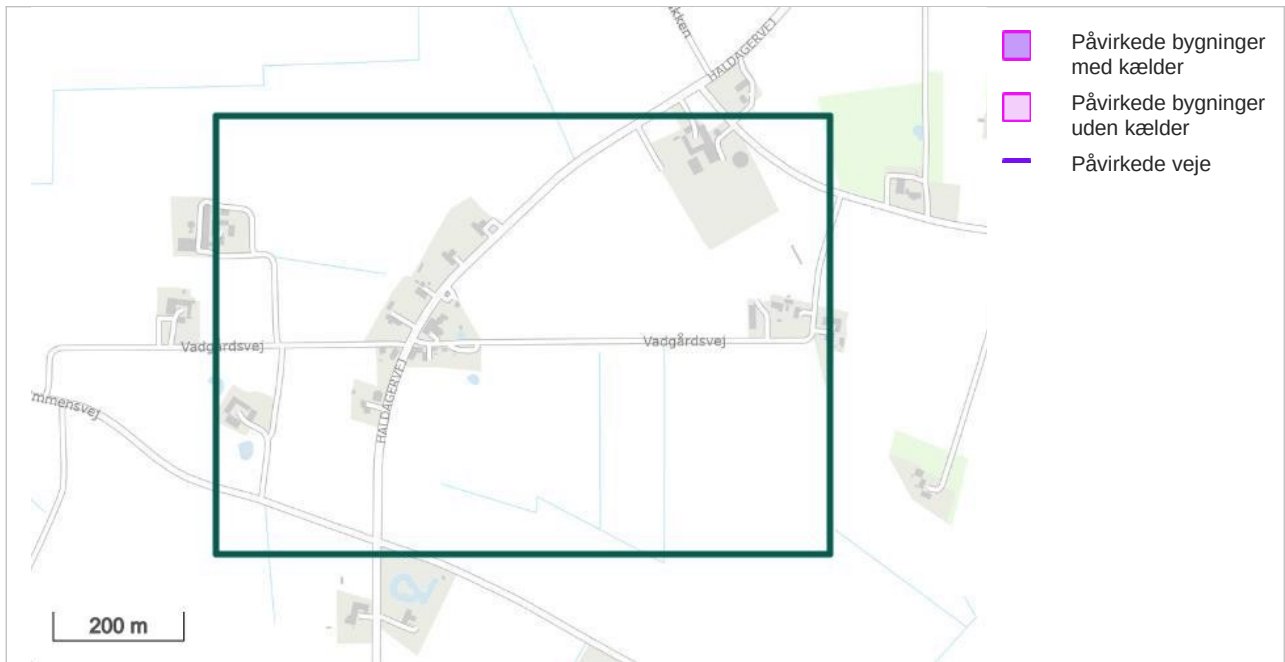 HALDAGERVEJ
Vadgårdsvej
Vadgårdsvej
HALDAGERVEJ
200 m
Påvirkede bygninger
med kælder
Påvirkede bygninger
uden kælder
Påvirkede veje